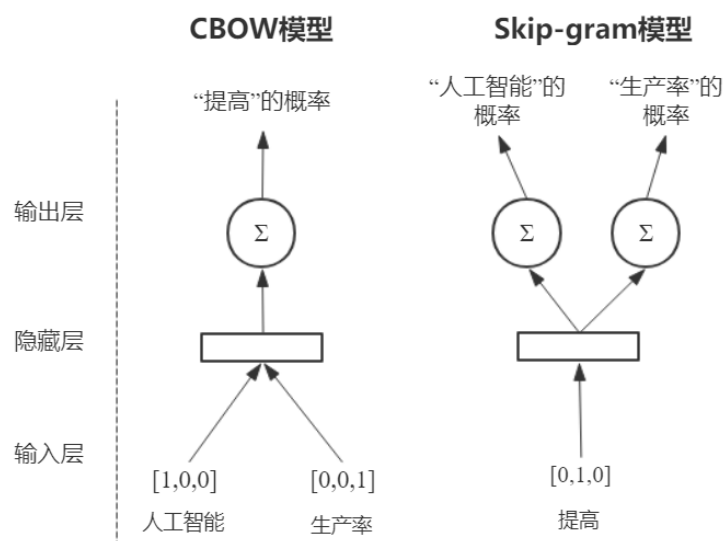 CBOW模型
Skip-gram模型
“提高”的概率
“人工智能”的
概率
“生产率”的
概率
输出层
Σ
Σ
Σ
隐藏层
输入层
[1,0,0]
[0,0,1]
[0,1,0]
人工智能
生产率
提高